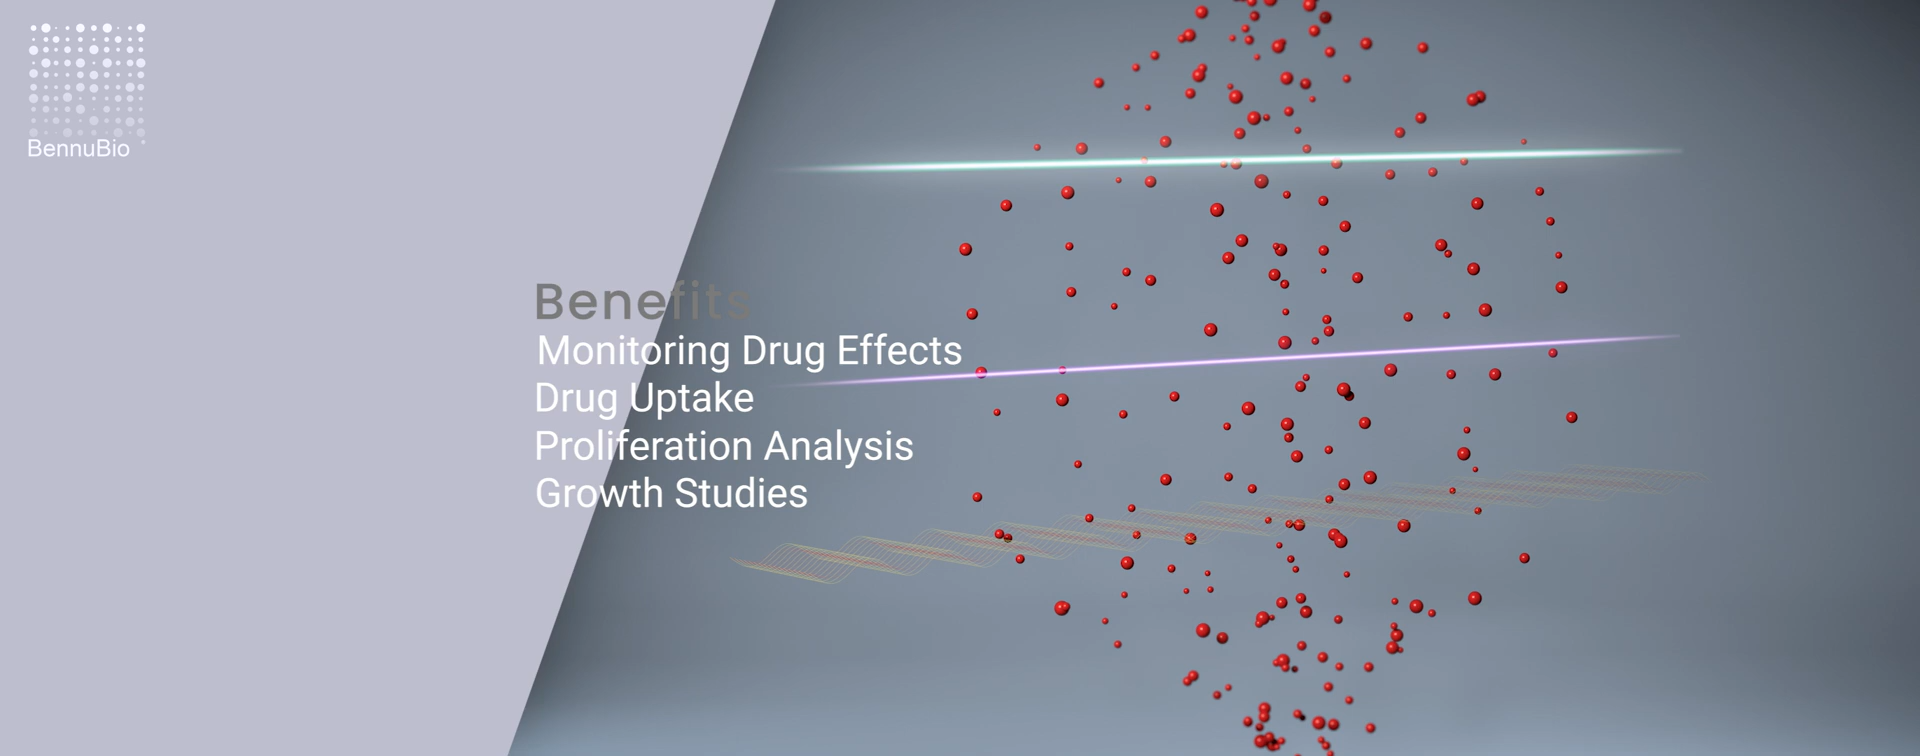 BennuBio
Benefits
Monitoring Drug Effects
Drug Uptake
Proliferation Analysis
Growth Studies